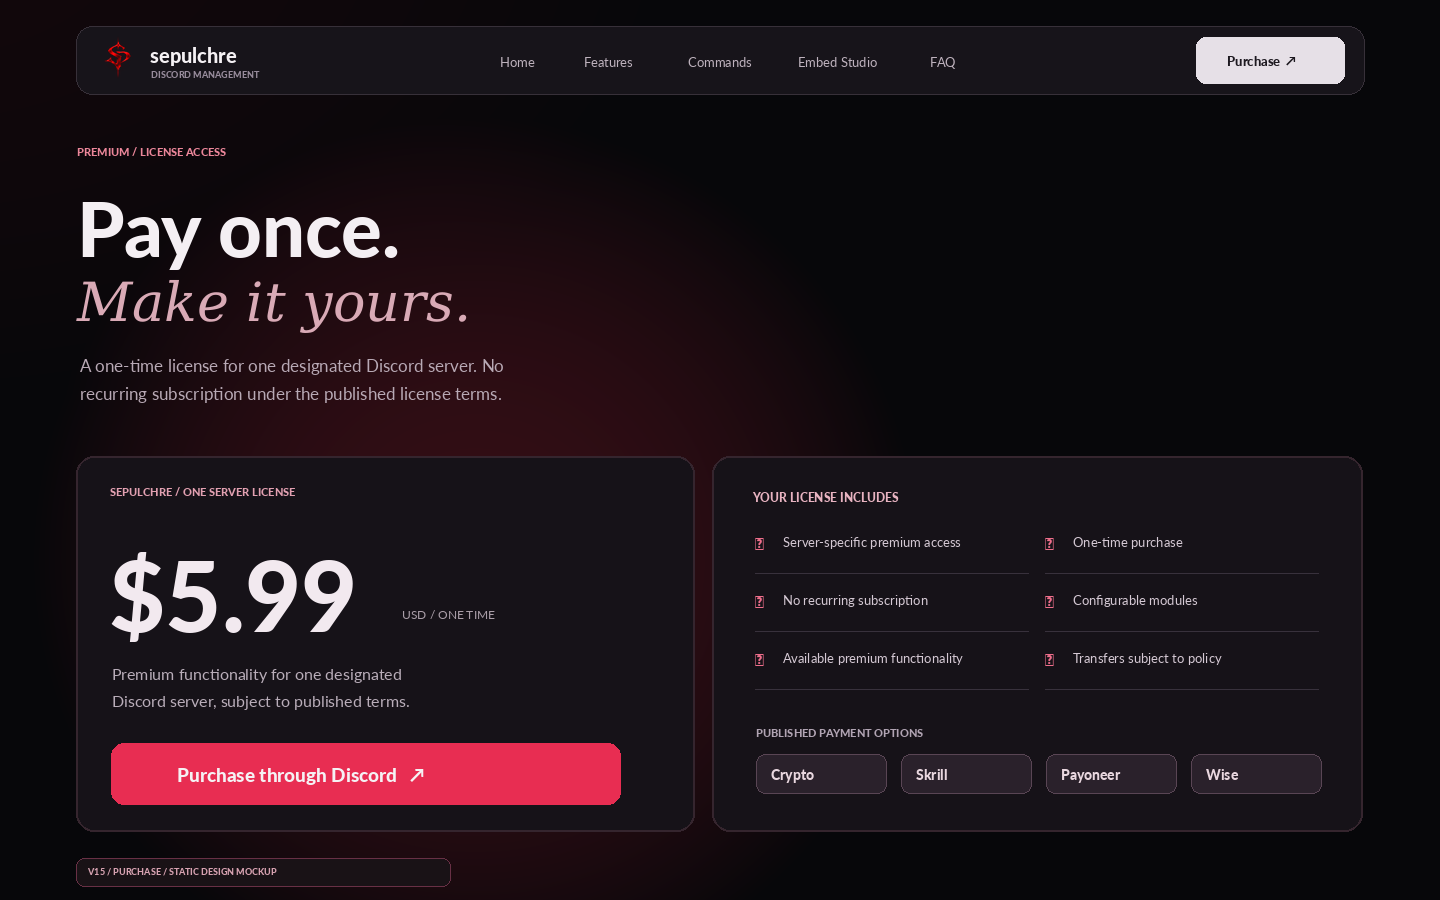 sepulchre
DISCORD MANAGEMENT
Home
Features
Commands
Embed Studio
FAQ
Purchase ↗
PREMIUM / LICENSE ACCESS
Pay once.
Make it yours.
A one-time license for one designated Discord server. No
recurring subscription under the published license terms.
SEPULCHRE / ONE SERVER LICENSE
$5.99
USD / ONE TIME
Premium functionality for one designated
Discord server, subject to published terms.
Purchase through Discord ↗
YOUR LICENSE INCLUDES
Server-specific premium access
One-time purchase
No recurring subscription
Configurable modules
Available premium functionality
Transfers subject to policy
PUBLISHED PAYMENT OPTIONS
Crypto
Skrill
Payoneer
Wise
V15 / PURCHASE / STATIC DESIGN MOCKUP